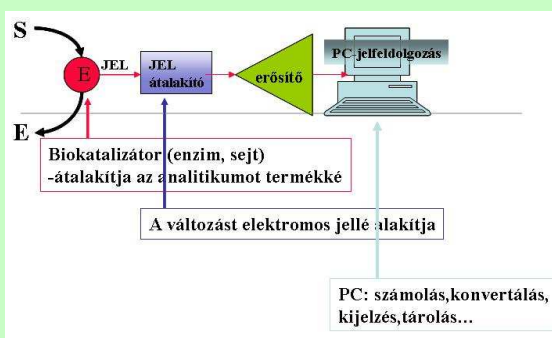 S
E
JEL
JEL
átalakító
erősítő
PC-jelfeldolgozás
E
Biokatalizátor (enzim, sejt)
-átalakítja az analitikumot termékké
A változást elektromos jellé alakítja
PC: számolás,konvertálás,
kijelzés,tárolás...